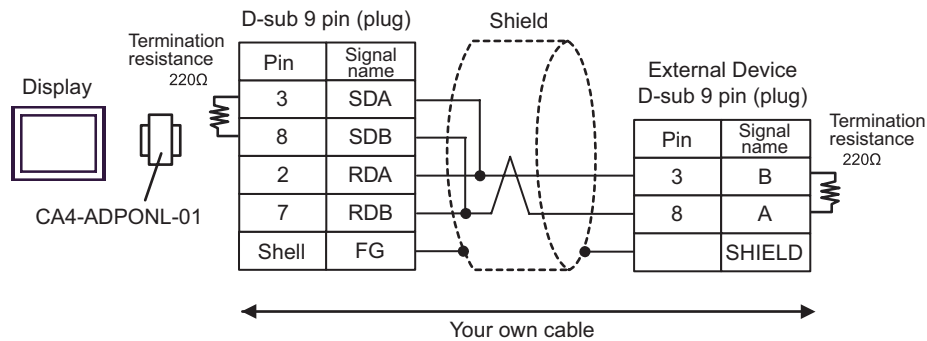 D-sub 9 pin (plug)
Shield
Termination
resistance
220Ω
Display
CA4-ADPONL-01
Pin Signal name
3 SDA
8 SDB
2 RDA
7 RDB
Shell FG
External Device
D-sub 9 pin (plug)
Pin Signal name
3 B
8 A
SHIELD
Termination
resistance
220Ω
Your own cable